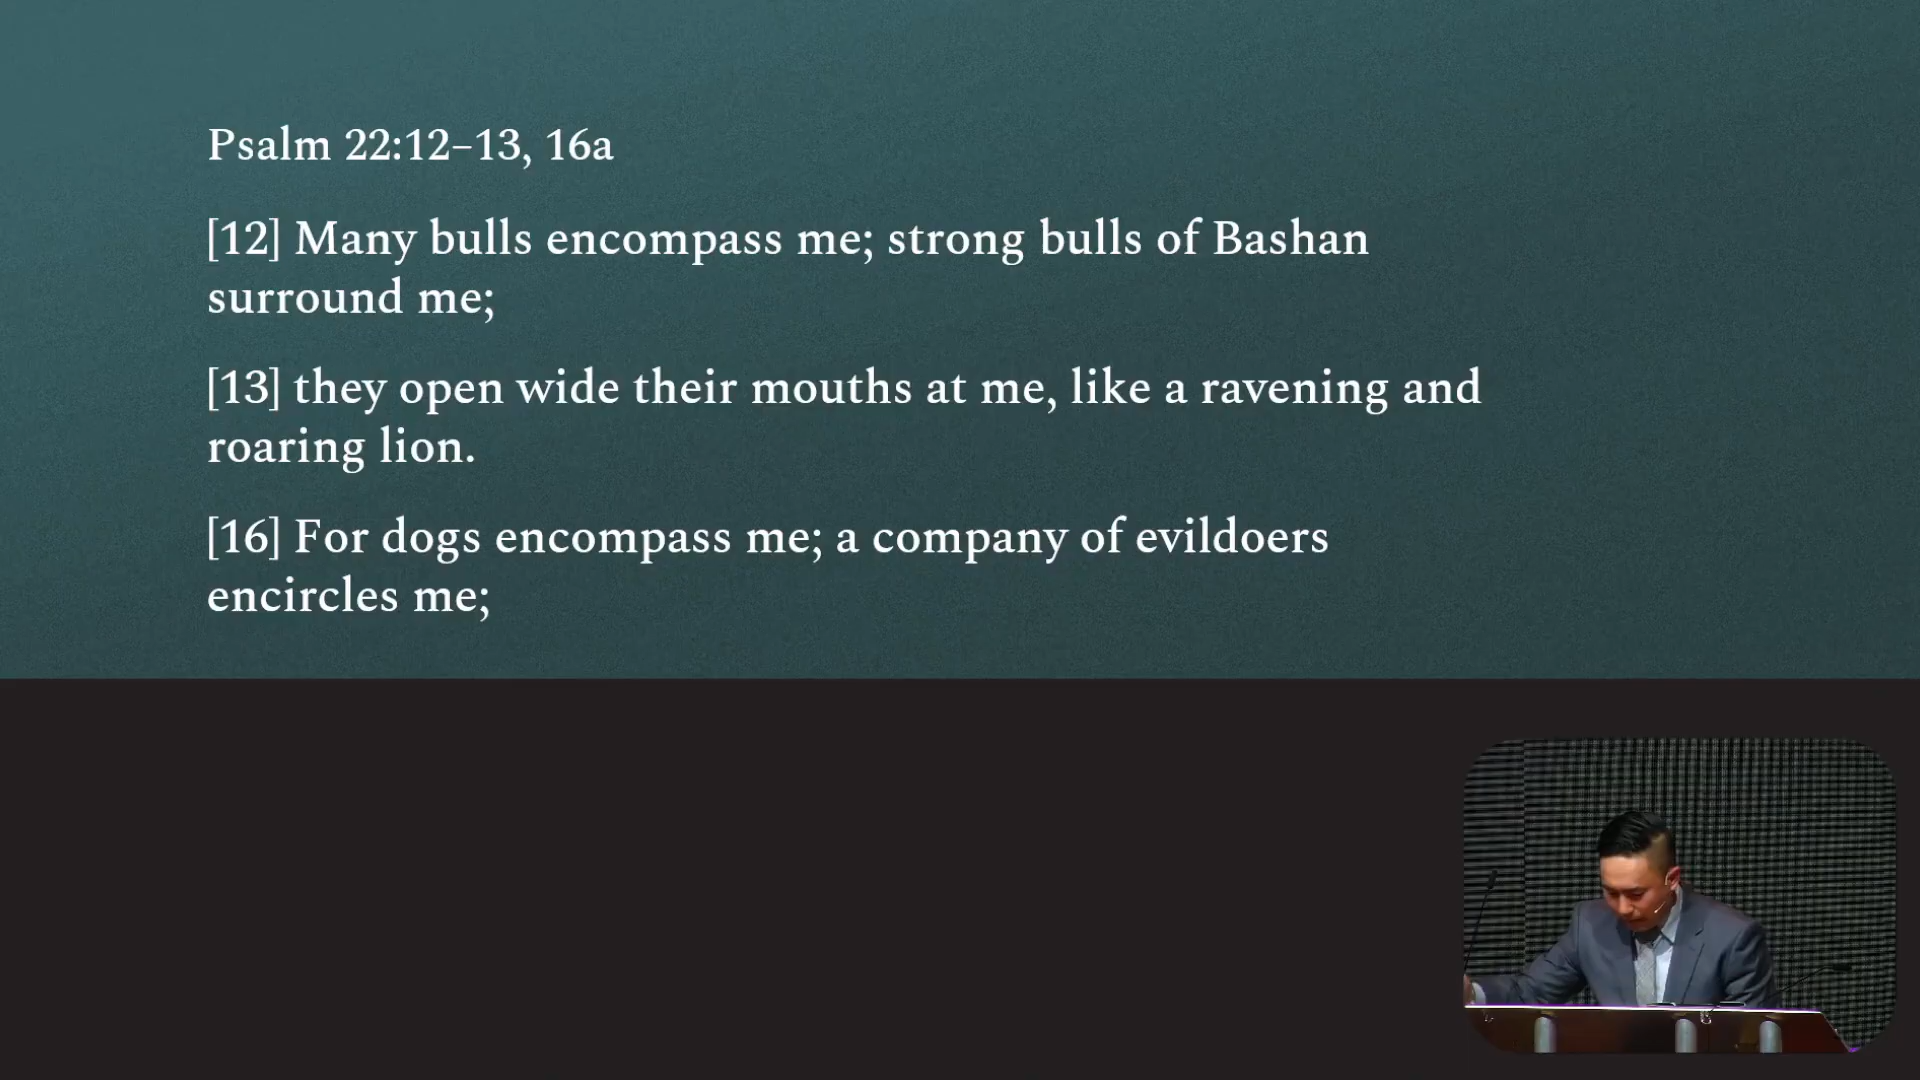 Psalm 22:12–13, 16a
[12] Many bulls encompass me; strong bulls of Bashan
surround me;
[13] they open wide their mouths at me, like a ravening and
roaring lion.
[16] For dogs encompass me; a company of evildoers
encircles me;